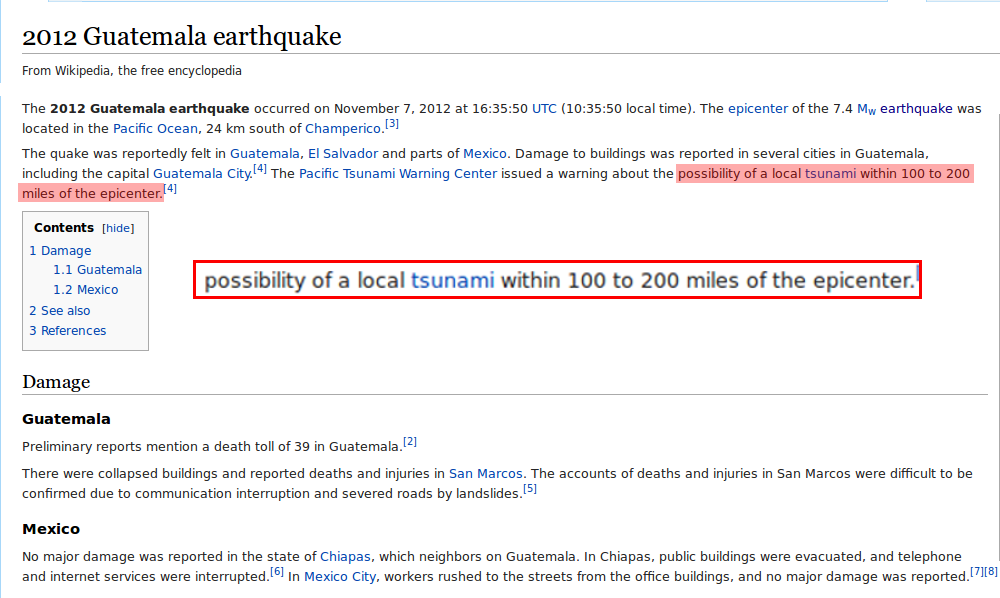 2012 Guatemala earthquake
From Wikipedia, the free encyclopedia
The 2012 Guatemala earthquake occurred on November 7, 2012 at 16:35:50 UTC (10:35:50 local time). The epicenter of the 7.4 Mw earthquake was
located in the Pacific Ocean, 24 km south of Champerico.[3]
The quake was reportedly felt in Guatemala, El Salvador and parts of Mexico. Damage to buildings was reported in several cities in Guatemala,
including the capital Guatemala City.[4] The Pacific Tsunami Warning Center issued a warning about the possibility of a local tsunami within 100 to 200
miles of the epicenter.[4]
Contents [hide]
1 Damage
1.1 Guatemala
1.2 Mexico
2 See also
3 References
possibility of a local tsunami within 100 to 200 miles of the epicenter.
Damage
Guatemala
Preliminary reports mention a death toll of 39 in Guatemala.[2]
There were collapsed buildings and reported deaths and injuries in San Marcos. The accounts of deaths and injuries in San Marcos were difficult to be
confirmed due to communication interruption and severed roads by landslides.[5]
Mexico
No major damage was reported in the state of Chiapas, which neighbors on Guatemala. In Chiapas, public buildings were evacuated, and telephone
and internet services were interrupted.[6] In Mexico City, workers rushed to the streets from the office buildings, and no major damage was reported.[7][8]